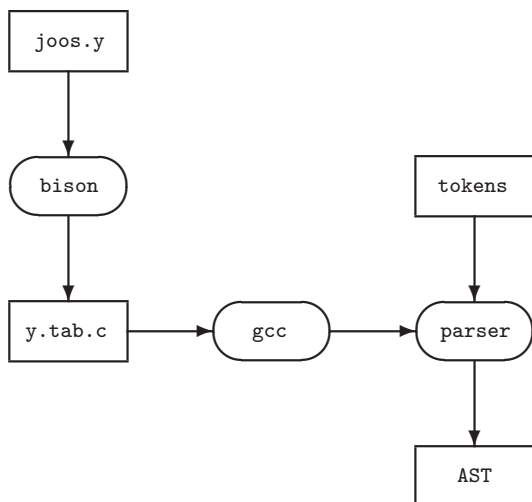 joos.y
bison
tokens
y.tab.c
gcc
parser
AST